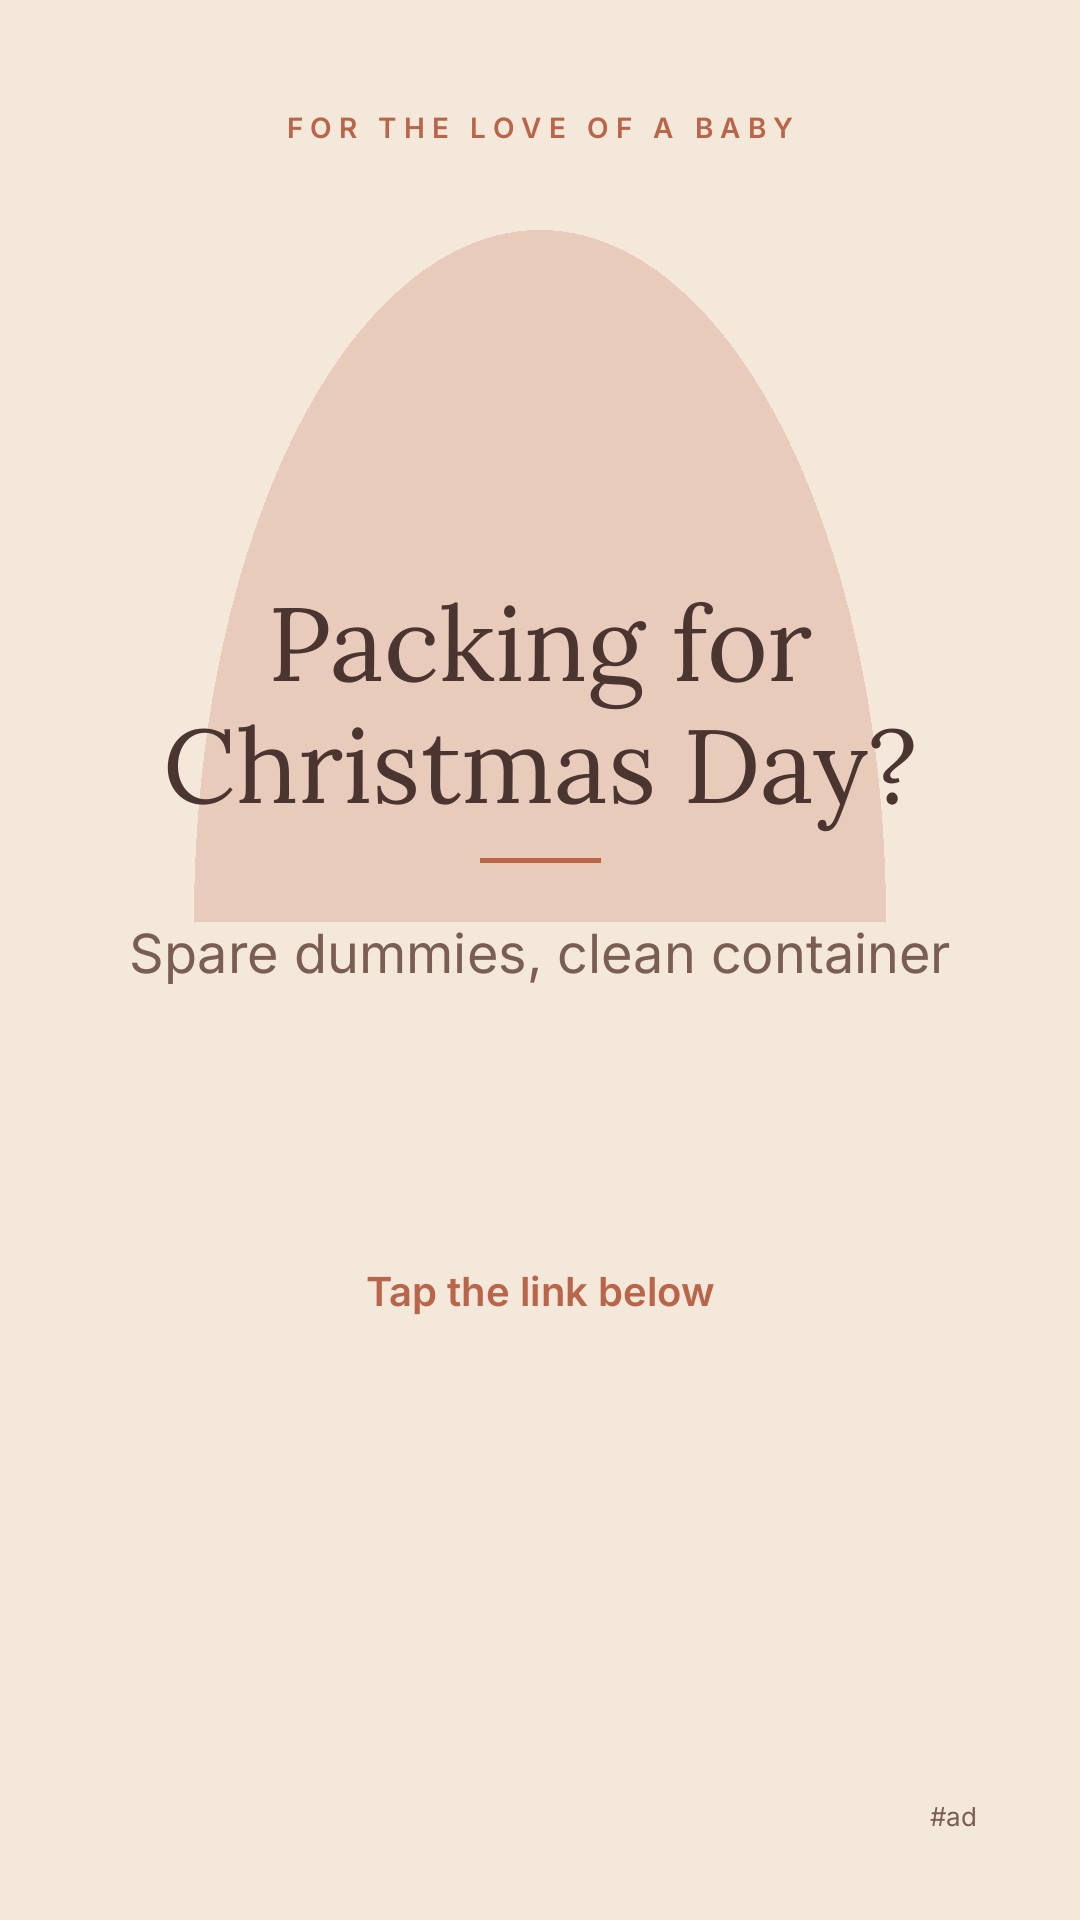 FOR THE LOVE OF A BABY
Packing for
Christmas Day?
Spare dummies, clean container
Tap the link below
#ad